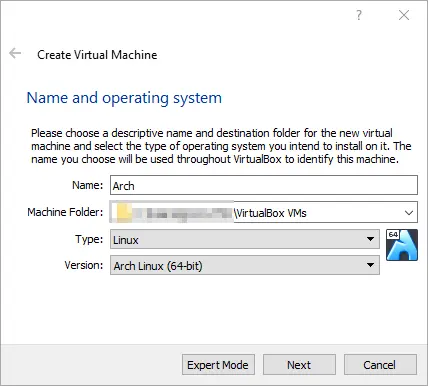 ?
Create Virtual Machine
Name and operating system
Please choose a descriptive name and destination folder for the new virtual
machine and select the type of operating system you intend to install on it. The
name you choose will be used throughout VirtualBox to identify this machine.
Name: Arch
Machine Folder: \VirtualBox VMs
Type: Linux
64
Version: Arch Linux (64-bit)
Expert Mode Next Cancel